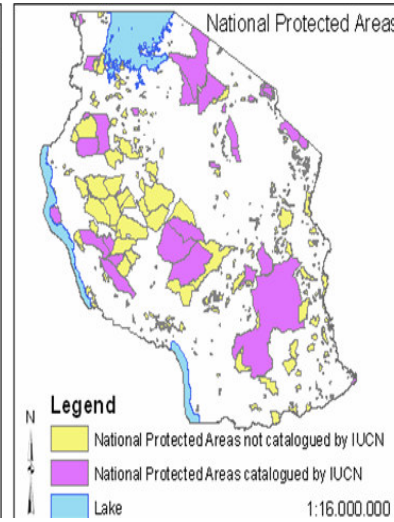 National Protected Areas
N
Legend
National Protected Areas not catalogued by IUCN
National Protected Areas catalogued by IUCN
Lake
1:16.000.000